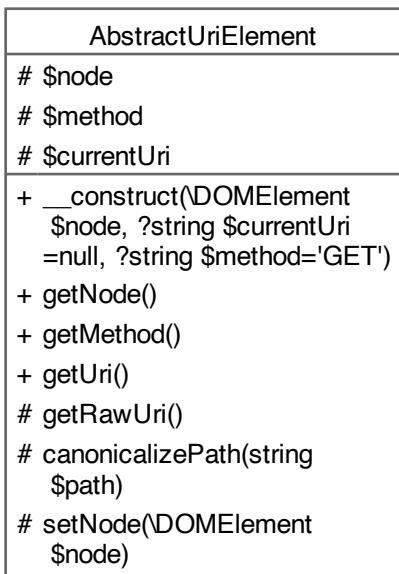 AbstractUriElement
# $node
# $method
# $currentUri
+ __construct(\DOMElement
$node, ?string $currentUri
=null, ?string $method='GET')
+ getNode()
+ getMethod()
+ getUri()
# getRawUri()
# canonicalizePath(string
$path)
# setNode(\DOMElement
$node)